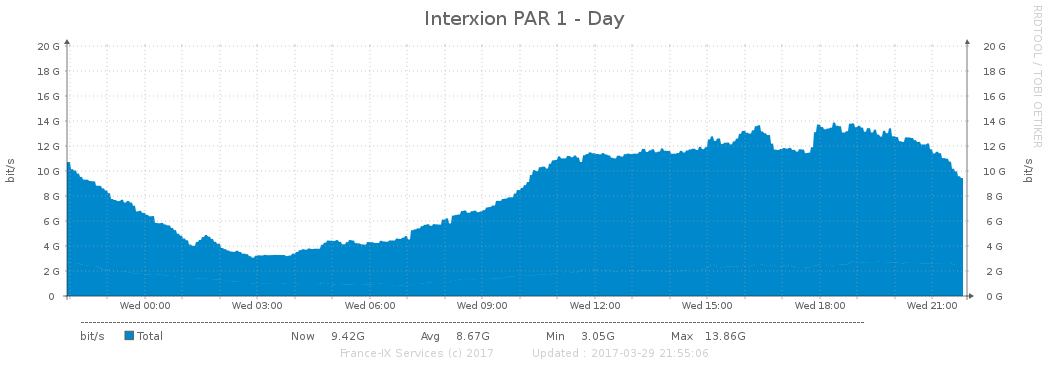 Interxion PAR 1 - Day
RRDTOOL / TOBI OETIKER
20 G 20 G
18 G 18 G
16 G 16 G
14 G 14 G
12 G 12 G
10 G 10 G
8 G 8 G
6 G 6 G
4 G 4 G
2 G 2 G
0 0 G
bit/s bit/s
Wed 00:00 Wed 03:00 Wed 06:00 Wed 09:00 Wed 12:00 Wed 15:00 Wed 18:00 Wed 21:00
bit/s Total Now 9.42G Avg 8.67G Min 3.05G Max 13.86G
France-IX Services (c) 2017 Updated : 2017-03-29 21:55:06